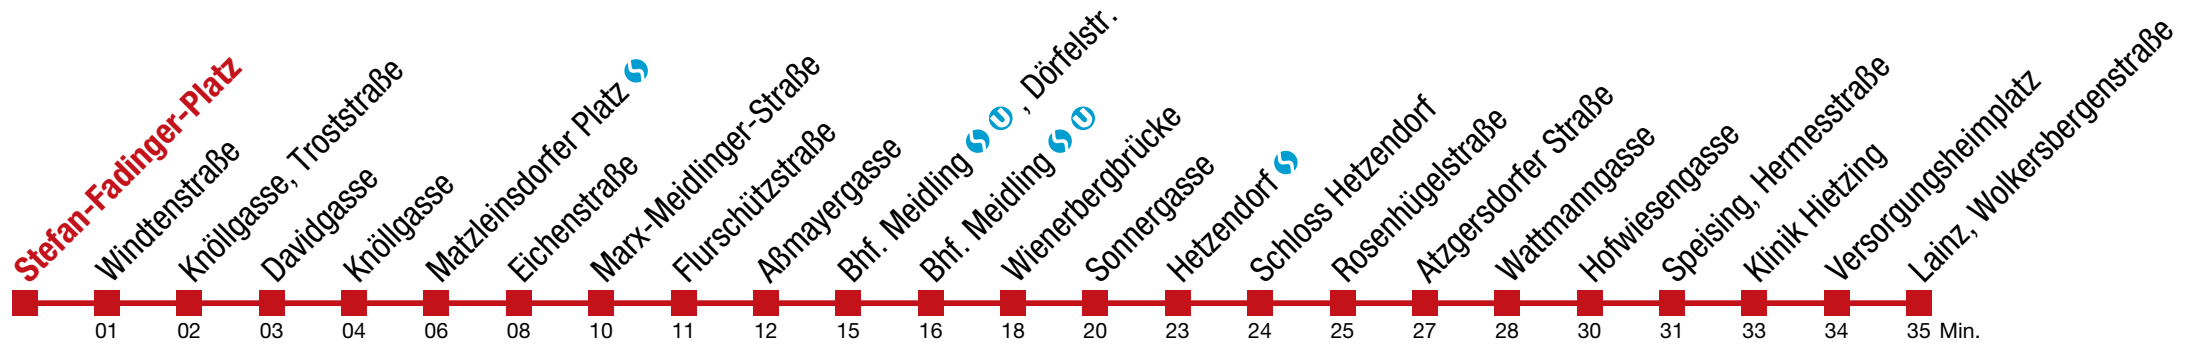 Stefan-Fadinger-Platz
Windtenstraße
Knöllgasse, Troststraße
Davidgasse
Knöllgasse
Matzleinsdorfer Platz S
Eichenstraße
Marx-Meidlinger-Straße
Flurschützstraße
Aßmayergasse
Bhf. Meidling S U , Dörfelstr.
Bhf. Meidling S U
Wienerbergbrücke
Sonnergasse
Hetzendorf S
Schloss Hetzendorf
Rosenhügelstraße
Atzgersdorfer Straße
Wattmanngasse
Hofwiesengasse
Speising, Hermesstraße
Klinik Hietzing
Versorgungsheimplatz
Lainz, Wolkersbergenstraße
01 02 03 04 06 08 10 11 12 15 16 18 20 23 24 25 27 28 30 31 33 34 35 Min.